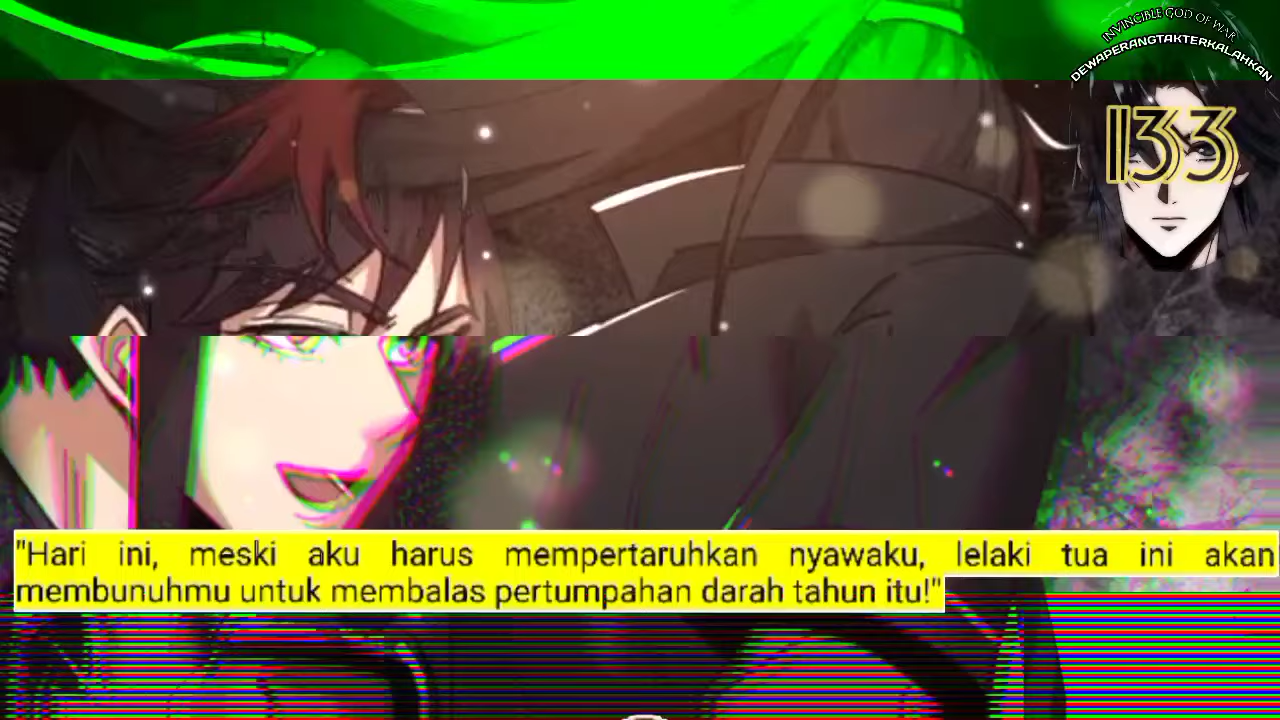 INVINCIBLE GOD OF WAR
DEWAPERANGTAKTERKALAHKAN
133
"Hari ini, meski aku harus mempertaruhkan nyawaku, lelaki tua ini akan
membunuhmu untuk membalas pertumpahan darah tahun itu!"